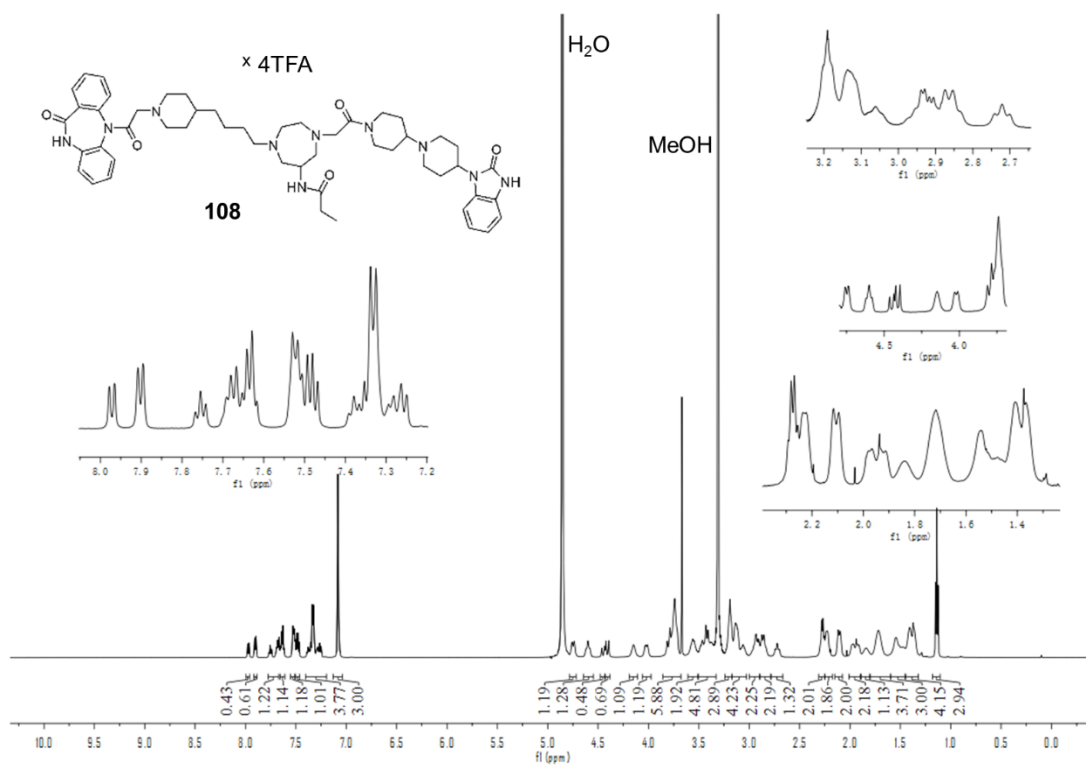 x 4TFA
H₂O
MeOH
O
N
N
O
N
O
HN
O
N
N
N
N
O
N
NH
HN
O
108
3.2 3.1 3.0 2.9 2.8 2.7
f1 (ppm)
4.5 4.0
f1 (ppm)
8.0 7.9 7.8 7.7 7.6 7.5 7.4 7.3 7.2
f1 (ppm)
2.2 2.0 1.8 1.6 1.4
f1 (ppm)
0.43 0.61 1.22 1.14 1.18 1.01 3.77 3.00 1.19 1.28 0.48 0.69 1.09 1.19 5.88 1.92 4.81 2.89 4.23 2.25 2.19 1.32 2.01 1.86 2.00 2.18 1.13 3.71 3.00 4.15 2.94
10.0 9.5 9.0 8.5 8.0 7.5 7.0 6.5 6.0 5.5 5.0 4.5 4.0 3.5 3.0 2.5 2.0 1.5 1.0 0.5 0.0
f1 (ppm)